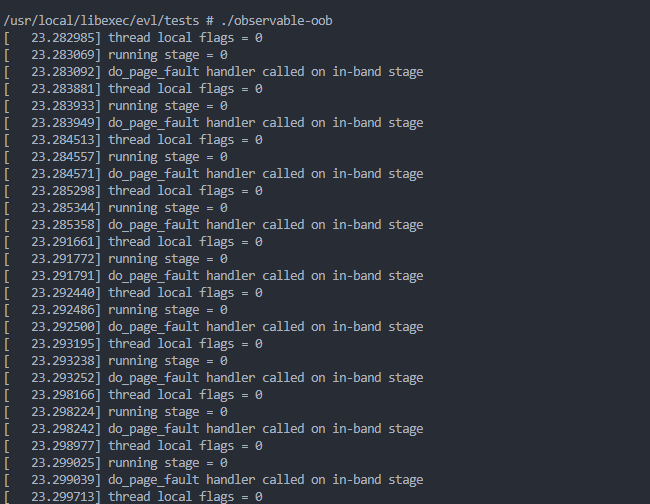 /usr/local/libexec/evl/tests # ./observable-oob
[   23.282985] thread local flags = 0
[   23.283069] running stage = 0
[   23.283092] do_page_fault handler called on in-band stage
[   23.283881] thread local flags = 0
[   23.283933] running stage = 0
[   23.283949] do_page_fault handler called on in-band stage
[   23.284513] thread local flags = 0
[   23.284557] running stage = 0
[   23.284571] do_page_fault handler called on in-band stage
[   23.285298] thread local flags = 0
[   23.285344] running stage = 0
[   23.285358] do_page_fault handler called on in-band stage
[   23.291661] thread local flags = 0
[   23.291772] running stage = 0
[   23.291791] do_page_fault handler called on in-band stage
[   23.292440] thread local flags = 0
[   23.292486] running stage = 0
[   23.292500] do_page_fault handler called on in-band stage
[   23.293195] thread local flags = 0
[   23.293238] running stage = 0
[   23.293252] do_page_fault handler called on in-band stage
[   23.298166] thread local flags = 0
[   23.298224] running stage = 0
[   23.298242] do_page_fault handler called on in-band stage
[   23.298977] thread local flags = 0
[   23.299025] running stage = 0
[   23.299039] do_page_fault handler called on in-band stage
[   23.299713] thread local flags = 0